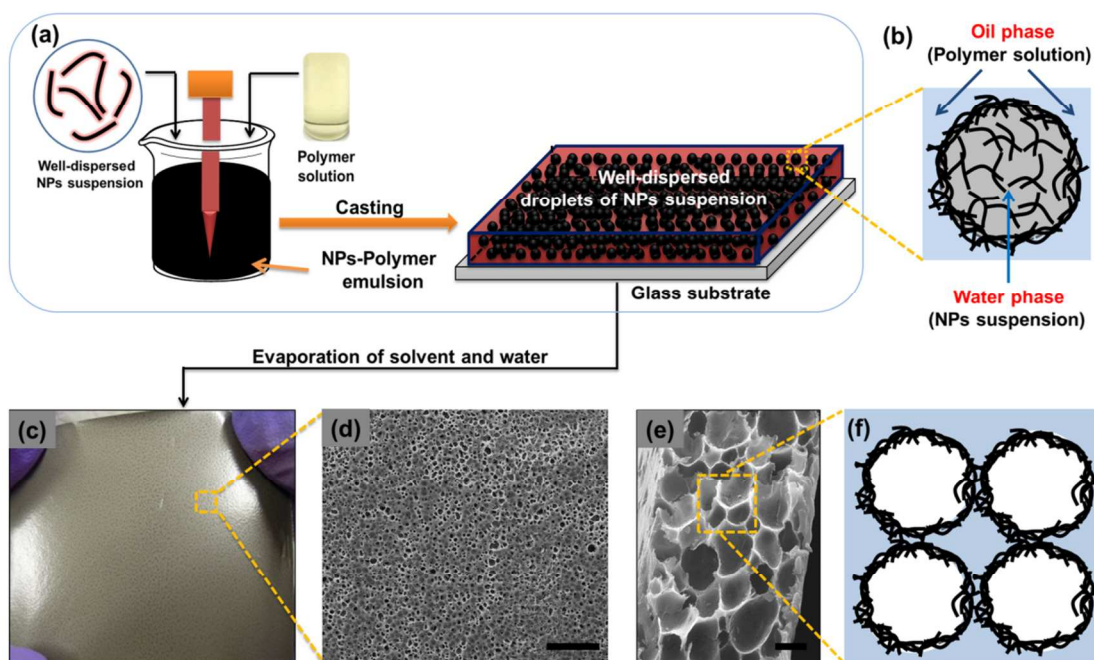 (a)
Well-dispersed
NPs suspension
Polymer
solution
Casting
NPs-Polymer
emulsion
Well-dispersed
droplets of NPs suspension
Glass substrate
(b)
Oil phase
(Polymer solution)
Water phase
(NPs suspension)
Evaporation of solvent and water
(c)
(d)
(e)
(f)